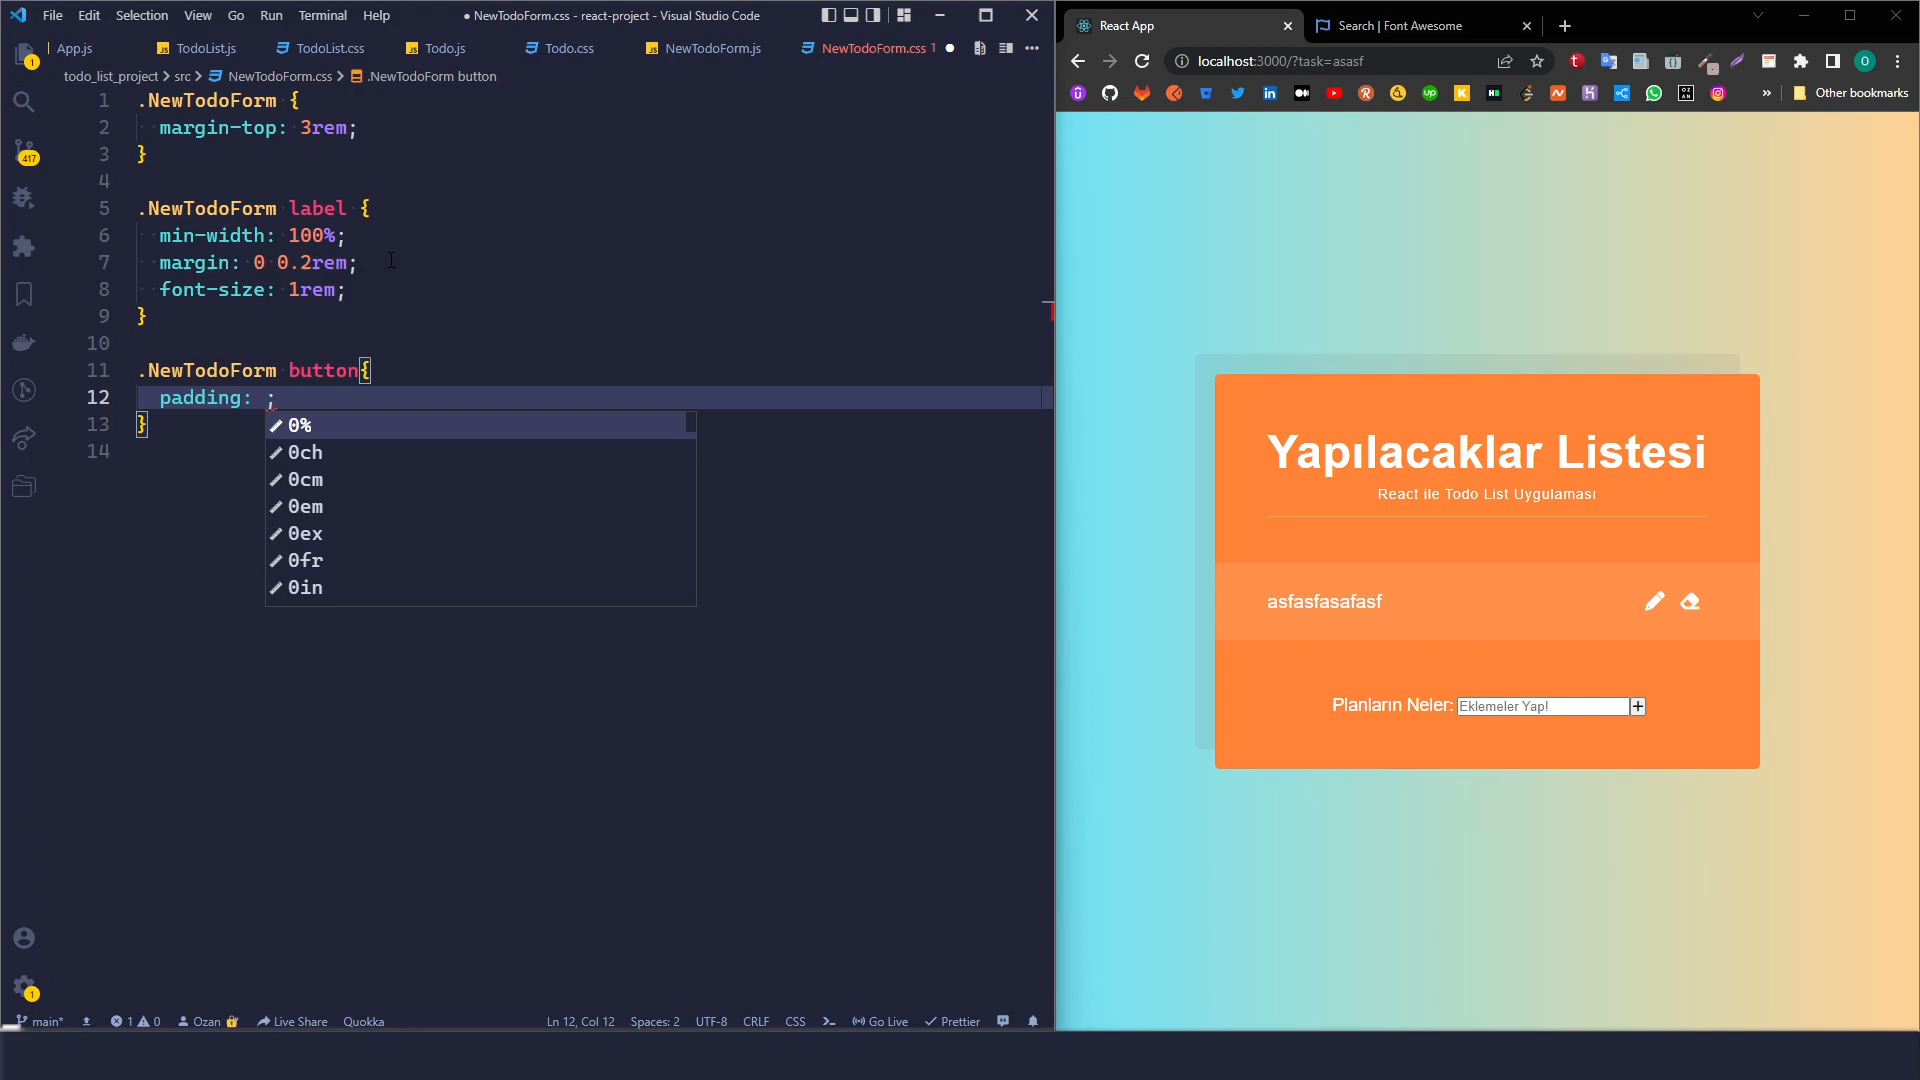 File Edit Selection View Go Run Terminal Help
● NewTodoForm.css - react-project - Visual Studio Code
App.js TodoList.js TodoList.css Todo.js Todo.css NewTodoForm.js NewTodoForm.css 1
todo_list_project > src > NewTodoForm.css > .NewTodoForm button
1 .NewTodoForm {
2 margin-top: 3rem;
3 }
4
5 .NewTodoForm label {
6 min-width: 100%;
7 margin: 0 0.2rem;
8 font-size: 1rem;
9 }
10
11 .NewTodoForm button{
12 padding: ;
13 }
14
0%
0ch
0cm
0em
0ex
0fr
0in
1
417
1
main* 1 0 Ozan Live Share Quokka Ln 12, Col 12 Spaces: 2 UTF-8 CRLF CSS Go Live Prettier
React App
Search | Font Awesome
localhost:3000/?task=asasf
Other bookmarks
Yapılacaklar Listesi
React ile Todo List Uygulaması
asfasfasafasf
Planların Neler: Eklemeler Yap! +